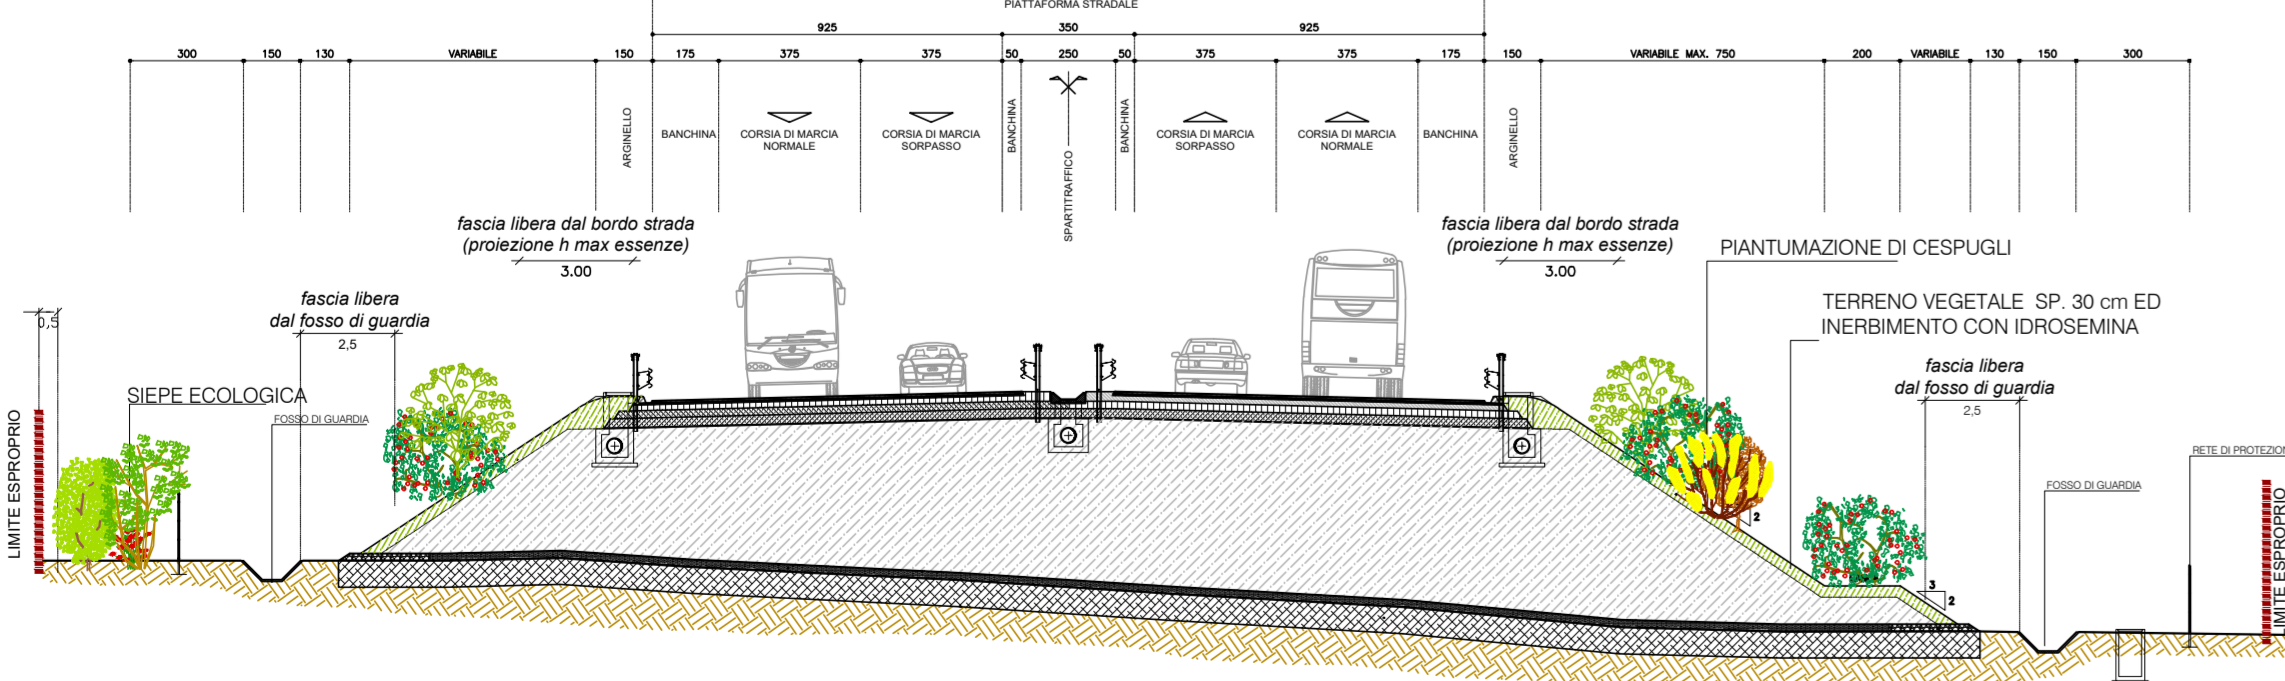 PIATTAFORMA STRADALE
925 350 925
300 150 130 VARIABILE 150 175 375 375 50 250 50 375 375 175 150 VARIABILE MAX. 750 200 VARIABILE 130 150 300
ARGINELLO
BANCHINA
CORSIA DI MARCIA
NORMALE
CORSIA DI MARCIA
SORPASSO
BANCHINA
SPARTITRAFFICO
BANCHINA
CORSIA DI MARCIA
SORPASSO
CORSIA DI MARCIA
NORMALE
BANCHINA
ARGINELLO
fascia libera dal bordo strada
(proiezione h max essenze)
3.00
fascia libera dal bordo strada
(proiezione h max essenze)
3.00
PIANTUMAZIONE DI CESPUGLI
TERRENO VEGETALE SP. 30 cm ED
INERBIMENTO CON IDROSEMINA
0,5
fascia libera
dal fosso di guardia
2,5
fascia libera
dal fosso di guardia
2,5
SIEPE ECOLOGICA
FOSSO DI GUARDIA
LIMITE ESPROPRIO
RETE DI PROTEZION
FOSSO DI GUARDIA
2
3
2
LIMITE ESPROPRIO